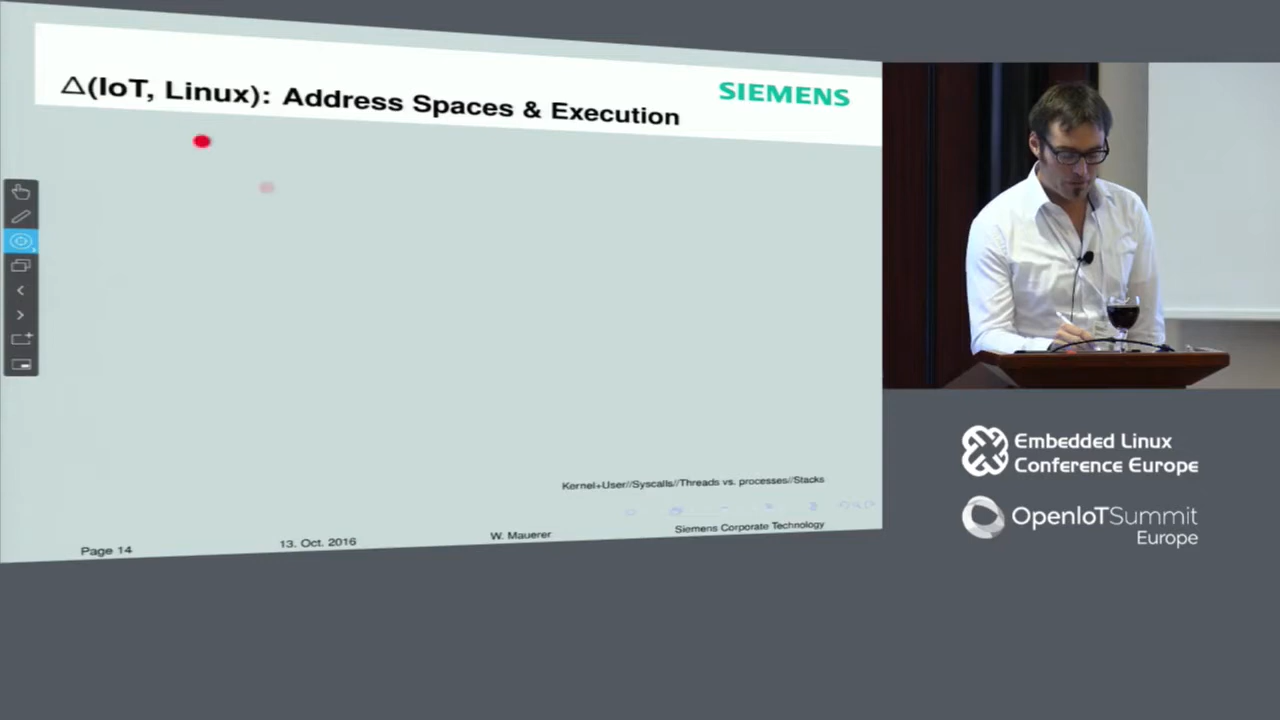 △(IoT, Linux): Address Spaces & Execution
SIEMENS
Kernel+User//Syscalls//Threads vs. processes//Stacks
Page 14
13. Oct. 2016
W. Mauerer
Siemens Corporate Technology
Embedded Linux
Conference Europe
OpenIoTSummit
Europe